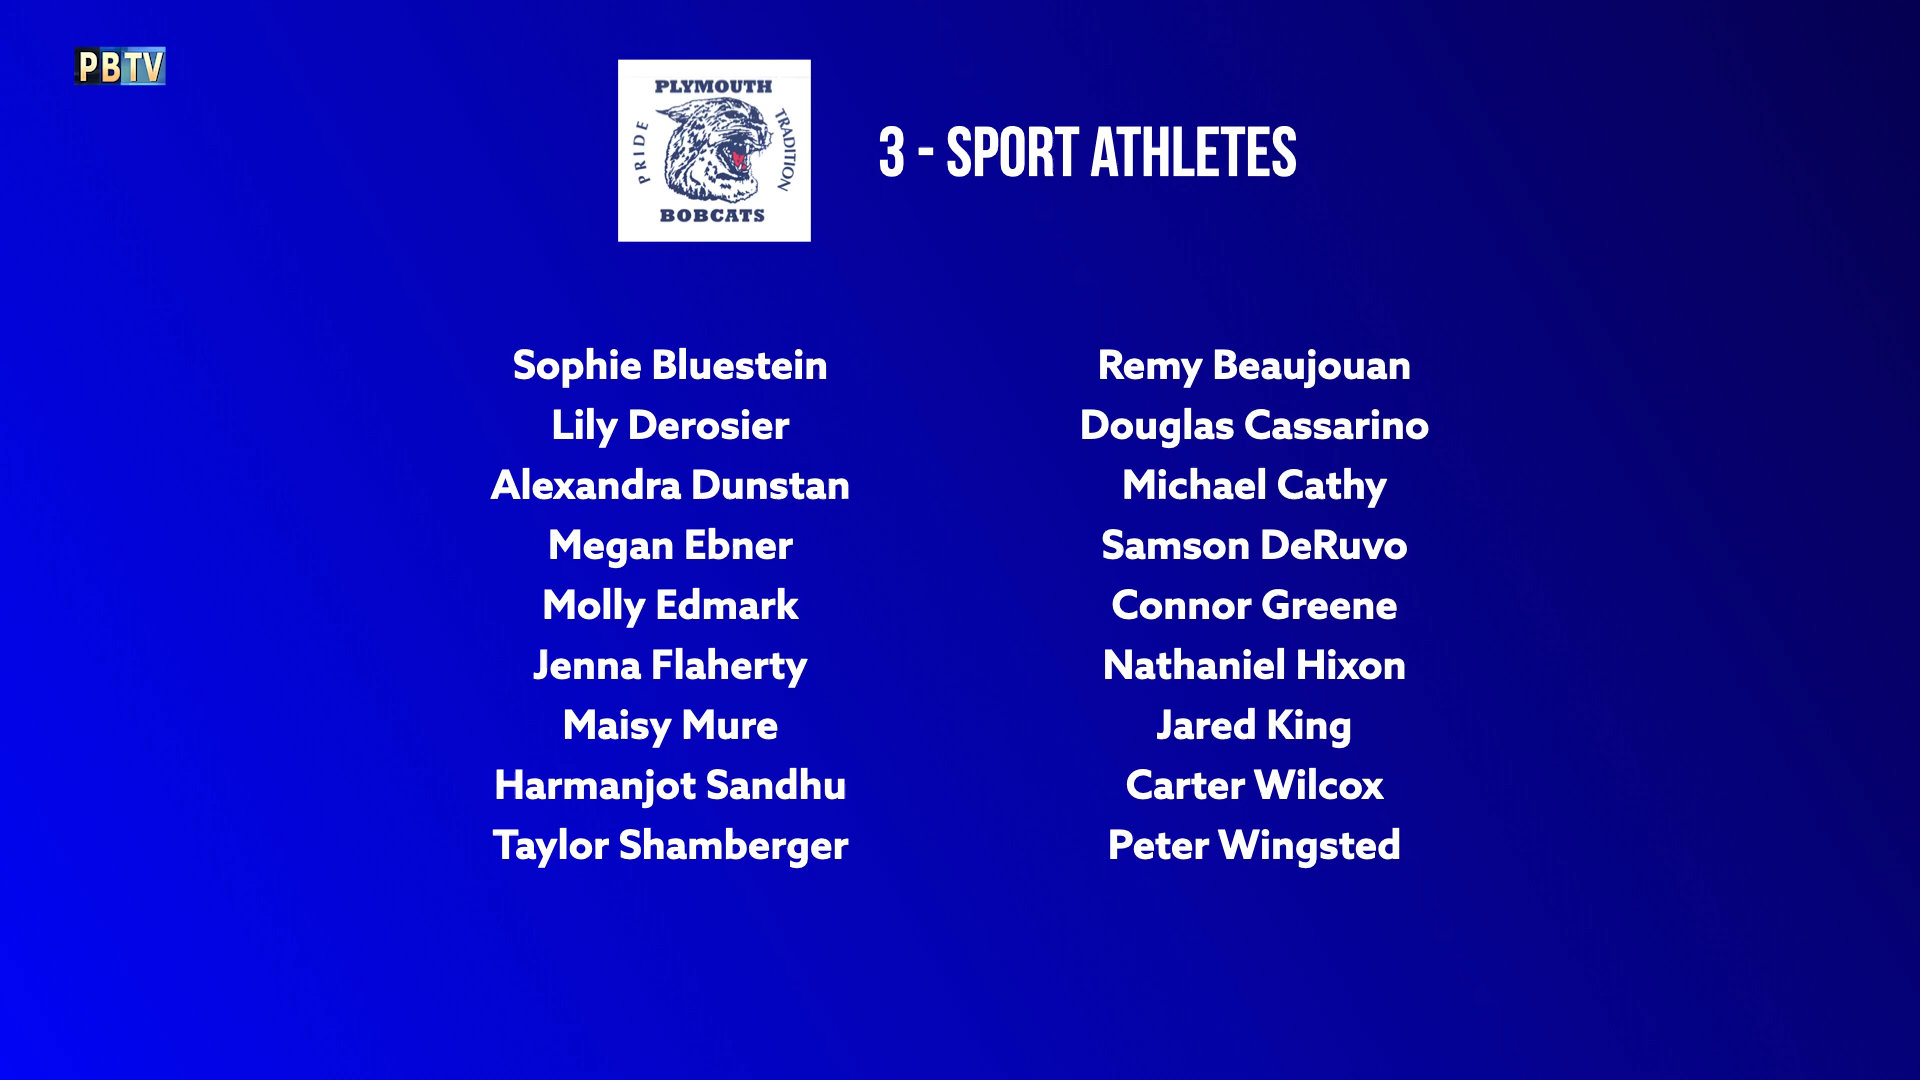 PBTV
PLYMOUTH
PRIDE
TRADITION
BOBCATS
3 - SPORT ATHLETES
Sophie Bluestein
Lily Derosier
Alexandra Dunstan
Megan Ebner
Molly Edmark
Jenna Flaherty
Maisy Mure
Harmanjot Sandhu
Taylor Shamberger
Remy Beaujouan
Douglas Cassarino
Michael Cathy
Samson DeRuvo
Connor Greene
Nathaniel Hixon
Jared King
Carter Wilcox
Peter Wingsted